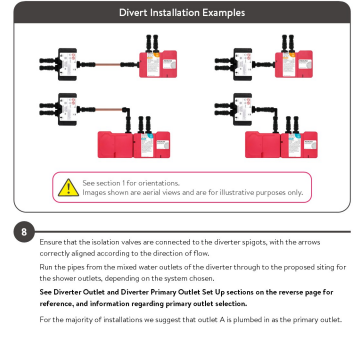 Divert Installation Examples
See section 1 for orientations.
Images shown are aerial views and are for illustrative purposes only.
8
Ensure that the isolation valves are connected to the diverter spigots, with the arrows
correctly aligned according to the direction of flow.
Run the pipes from the mixed water outlets of the diverter through to the proposed siting for
the shower outlets, depending on the system chosen.
See Diverter Outlet and Diverter Primary Outlet Set Up sections on the reverse page for
reference, and information regarding primary outlet selection.
For the majority of installations we suggest that outlet A is plumbed in as the primary outlet.